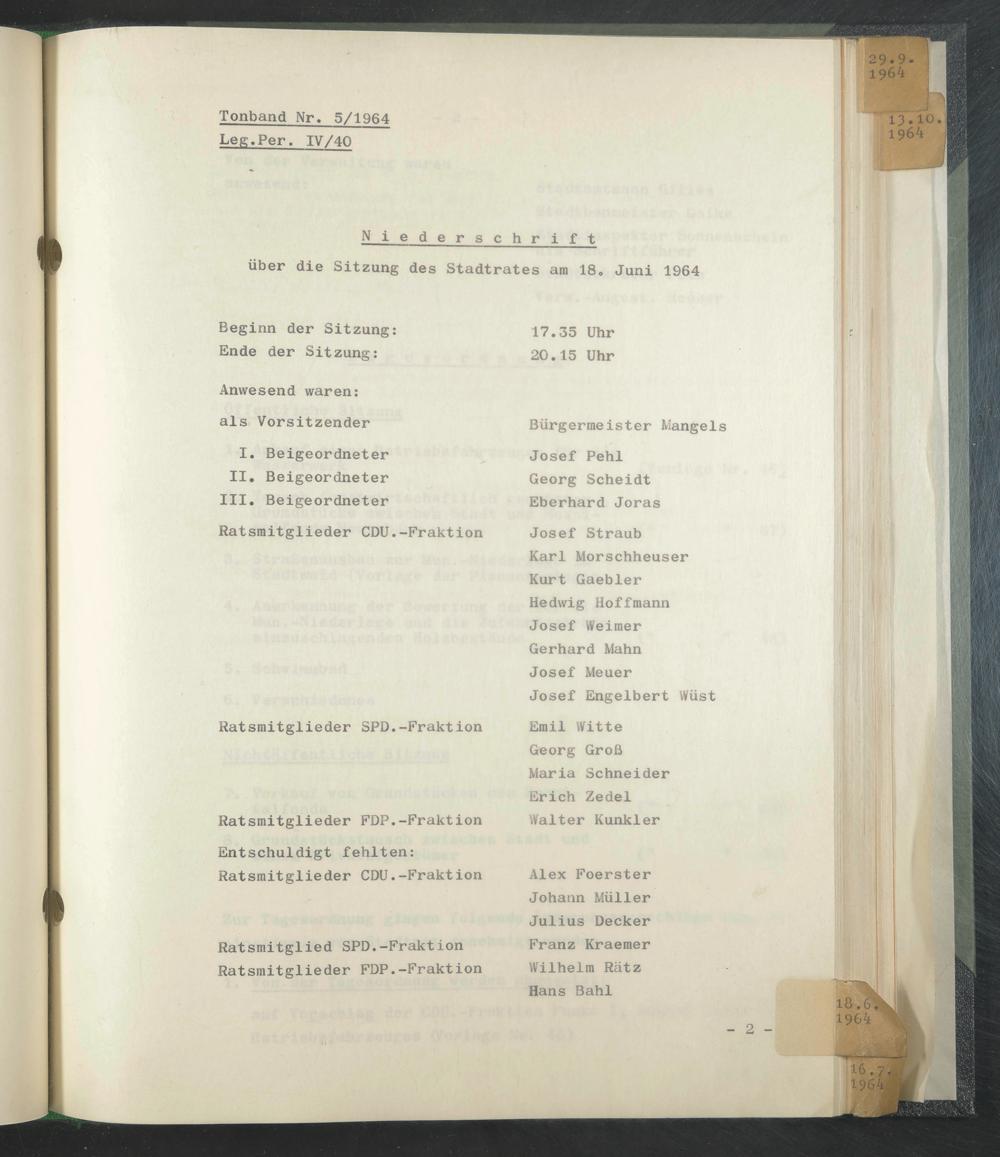 29.9.
1964
13.10.
1964
Tonband Nr. 5/1964
Leg.Per. IV/40
N i e d e r s c h r i f t
über die Sitzung des Stadtrates am 18. Juni 1964
Beginn der Sitzung: 17.35 Uhr
Ende der Sitzung: 20.15 Uhr
Anwesend waren:
als Vorsitzender Bürgermeister Mangels
I. Beigeordneter Josef Pehl
II. Beigeordneter Georg Scheidt
III. Beigeordneter Eberhard Joras
Ratsmitglieder CDU.-Fraktion Josef Straub
Karl Morschheuser
Kurt Gaebler
Hedwig Hoffmann
Josef Weimer
Gerhard Mahn
Josef Meuer
Josef Engelbert Wüst
Ratsmitglieder SPD.-Fraktion Emil Witte
Georg Groß
Maria Schneider
Erich Zedel
Ratsmitglieder FDP.-Fraktion Walter Kunkler
Entschuldigt fehlten:
Ratsmitglieder CDU.-Fraktion Alex Foerster
Johann Müller
Julius Decker
Ratsmitglied SPD.-Fraktion Franz Kraemer
Ratsmitglieder FDP.-Fraktion Wilhelm Rätz
Hans Bahl
- 2 -
18.6.
1964
16.7.
1964